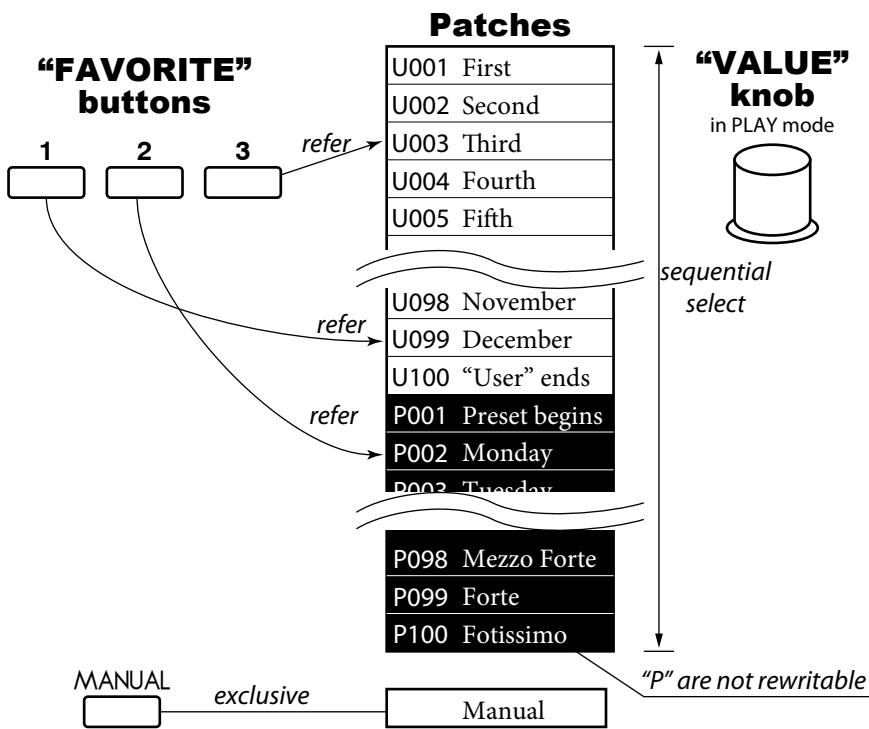 Patches
“FAVORITE”
buttons
1 2 3
refer
U001 First
U002 Second
U003 Third
U004 Fourth
U005 Fifth
“VALUE”
knob
in PLAY mode
sequential
select
refer
refer
U098 November
U099 December
U100 “User” ends
P001 Preset begins
P002 Monday
P003 Tuesday
P098 Mezzo Forte
P099 Forte
P100 Fotissimo
“P” are not rewritable
MANUAL
exclusive
Manual